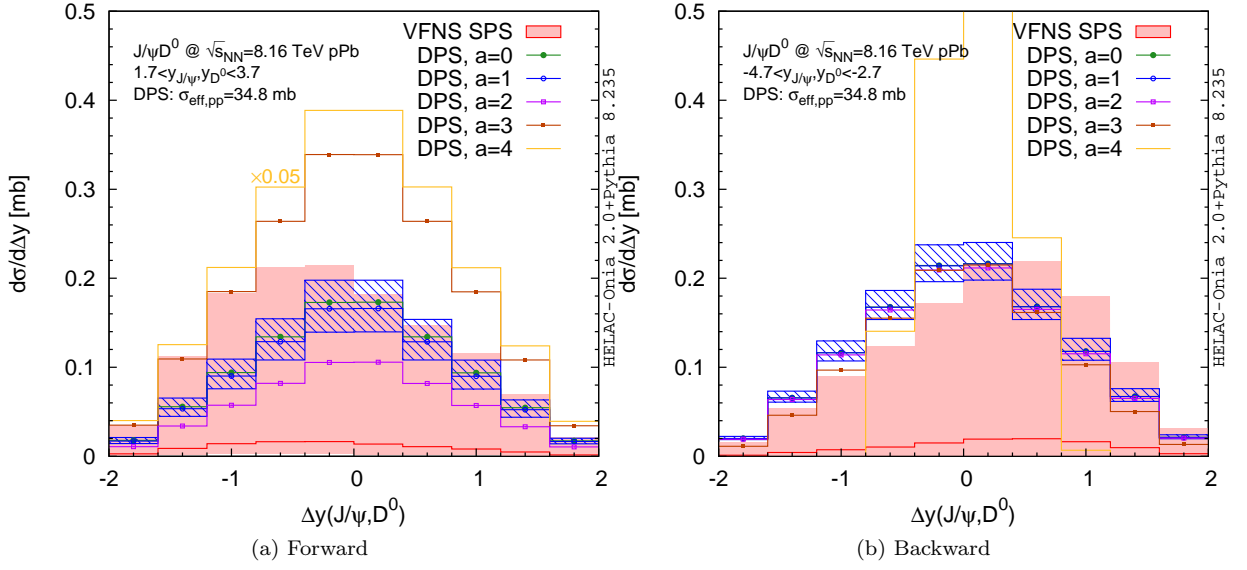 0.5
0.4
0.3
0.2
0.1
0
dσ/dΔy [mb]
J/ψD⁰ @ √s_NN=8.16 TeV pPb
1.7<y_J/ψ,y_D⁰<3.7
DPS: σ_eff,pp=34.8 mb
VFNS SPS
DPS, a=0
DPS, a=1
DPS, a=2
DPS, a=3
DPS, a=4
×0.05
HELAC-Onia 2.0+Pythia 8.235
-2
-1
0
1
2
Δy(J/ψ,D⁰)
(a) Forward
0.5
0.4
0.3
0.2
0.1
0
dσ/dΔy [mb]
J/ψD⁰ @ √s_NN=8.16 TeV pPb
-4.7<y_J/ψ,y_D⁰<-2.7
DPS: σ_eff,pp=34.8 mb
VFNS SPS
DPS, a=0
DPS, a=1
DPS, a=2
DPS, a=3
DPS, a=4
HELAC-Onia 2.0+Pythia 8.235
-2
-1
0
1
2
Δy(J/ψ,D⁰)
(b) Backward